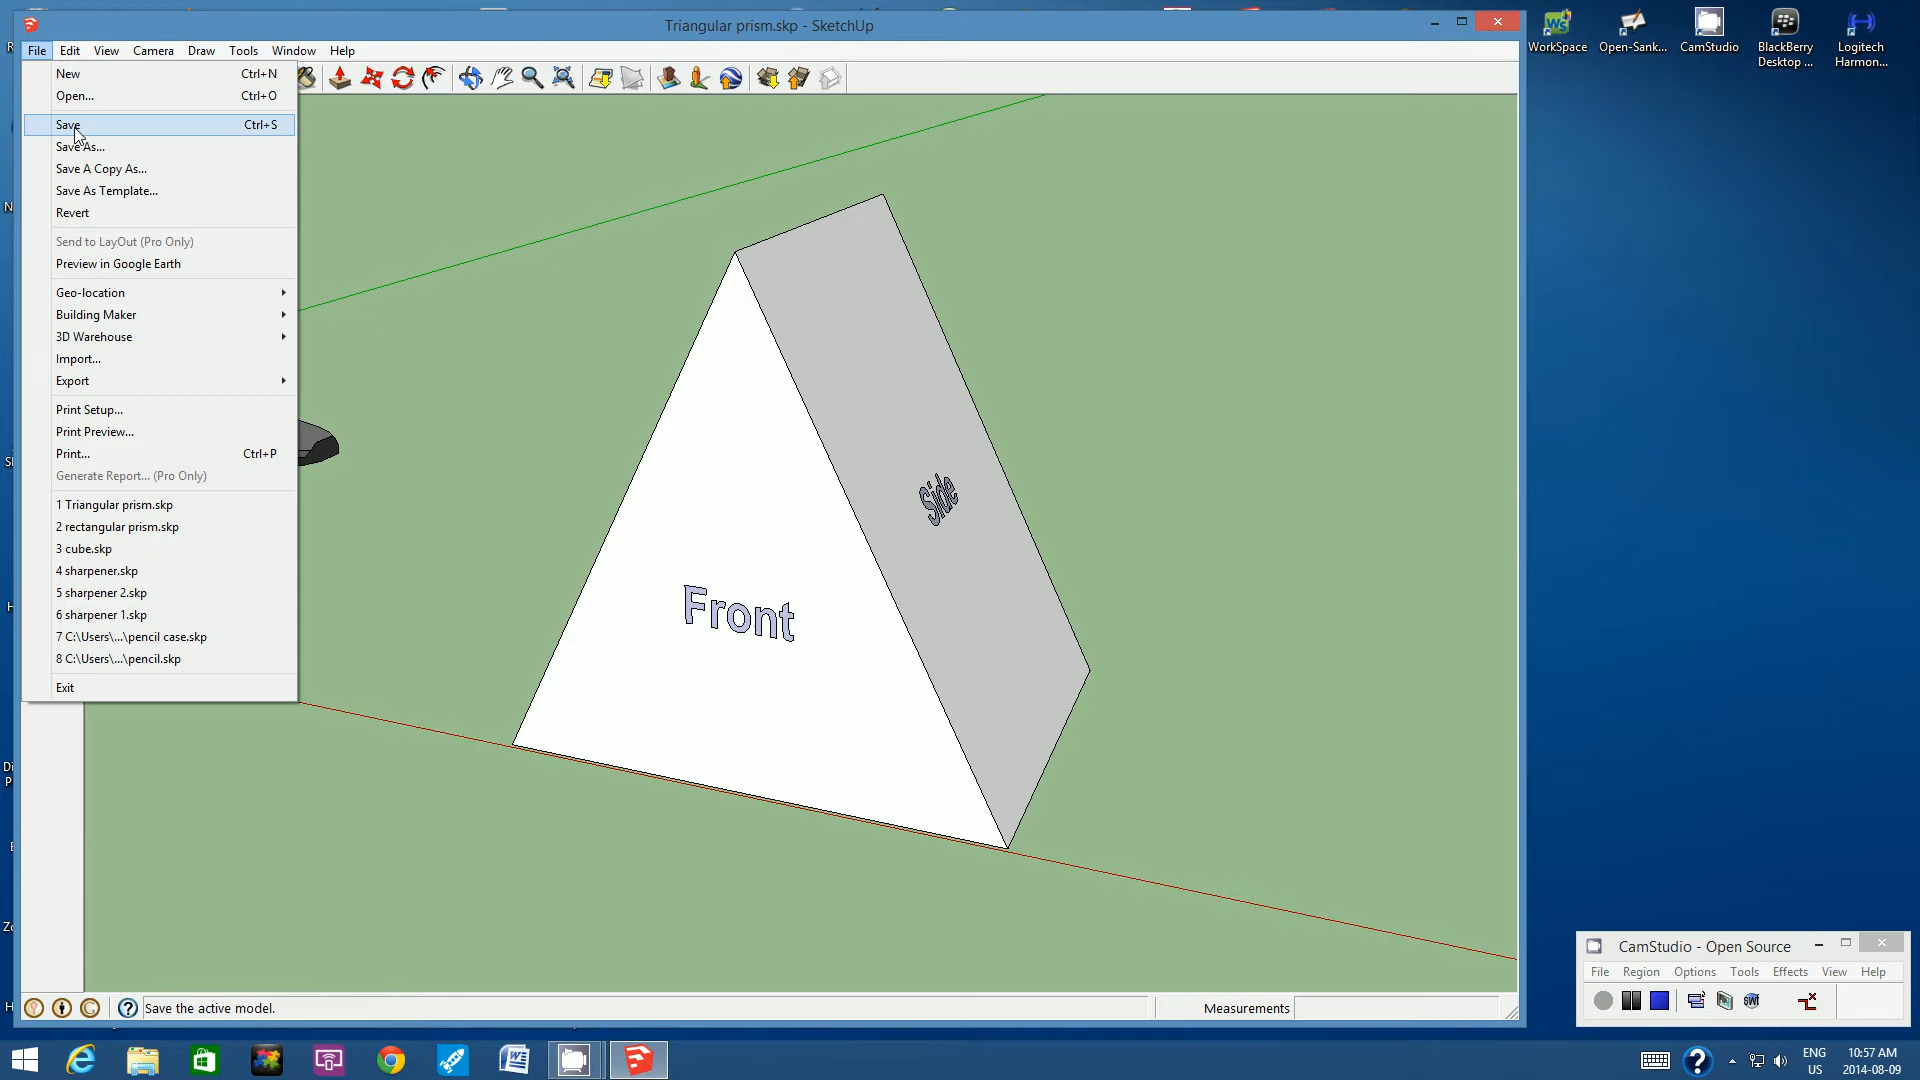 Triangular prism.skp - SketchUp
File Edit View Camera Draw Tools Window Help
New Ctrl+N
Open... Ctrl+O
Save Ctrl+S
Save As...
Save A Copy As...
Save As Template...
Revert
Send to LayOut (Pro Only)
Preview in Google Earth
Geo-location
Building Maker
3D Warehouse
Import...
Export
Print Setup...
Print Preview...
Print... Ctrl+P
Generate Report... (Pro Only)
1 Triangular prism.skp
2 rectangular prism.skp
3 cube.skp
4 sharpener.skp
5 sharpener 2.skp
6 sharpener 1.skp
7 C:\Users\...\pencil case.skp
8 C:\Users\...\pencil.skp
Exit
Side
Front
Save the active model.
Measurements
WorkSpace
Open-Sank...
CamStudio
BlackBerry
Desktop ...
Logitech
Harmon...
CamStudio - Open Source
File Region Options Tools Effects View Help
ENG
US
10:57 AM
2014-08-09